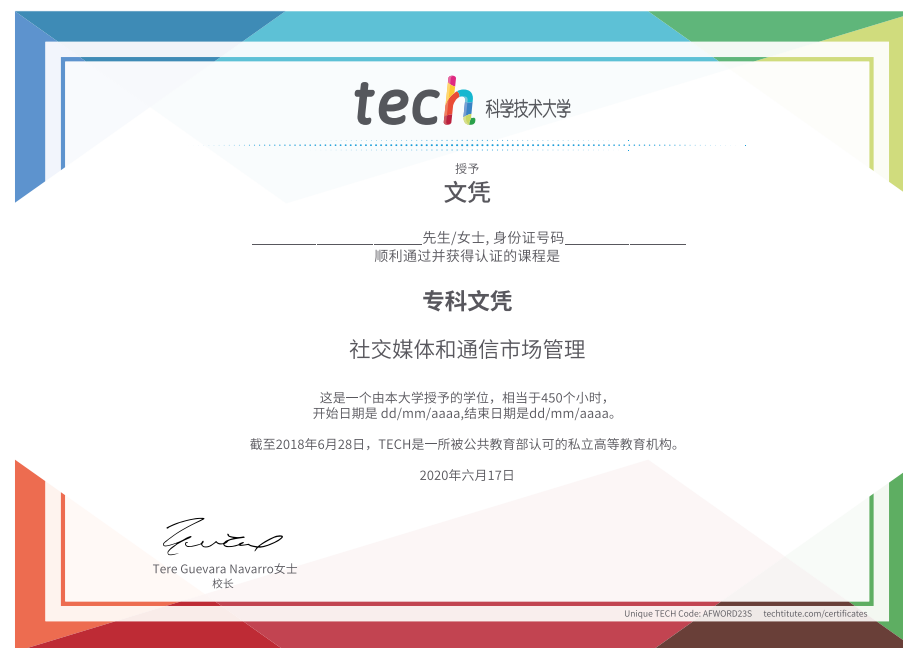 tech 科学技术大学
授予
文凭
____________________先生/女士, 身份证号码______________
顺利通过并获得认证的课程是
专科文凭
社交媒体和通信市场管理
这是一个由本大学授予的学位，相当于450个小时，
开始日期是 dd/mm/aaaa,结束日期是dd/mm/aaaa。
截至2018年6月28日，TECH是一所被公共教育部认可的私立高等教育机构。
2020年六月17日
Tere Guevara Navarro女士
校长
Unique TECH Code: AFWORD23S techtitute.com/certificates